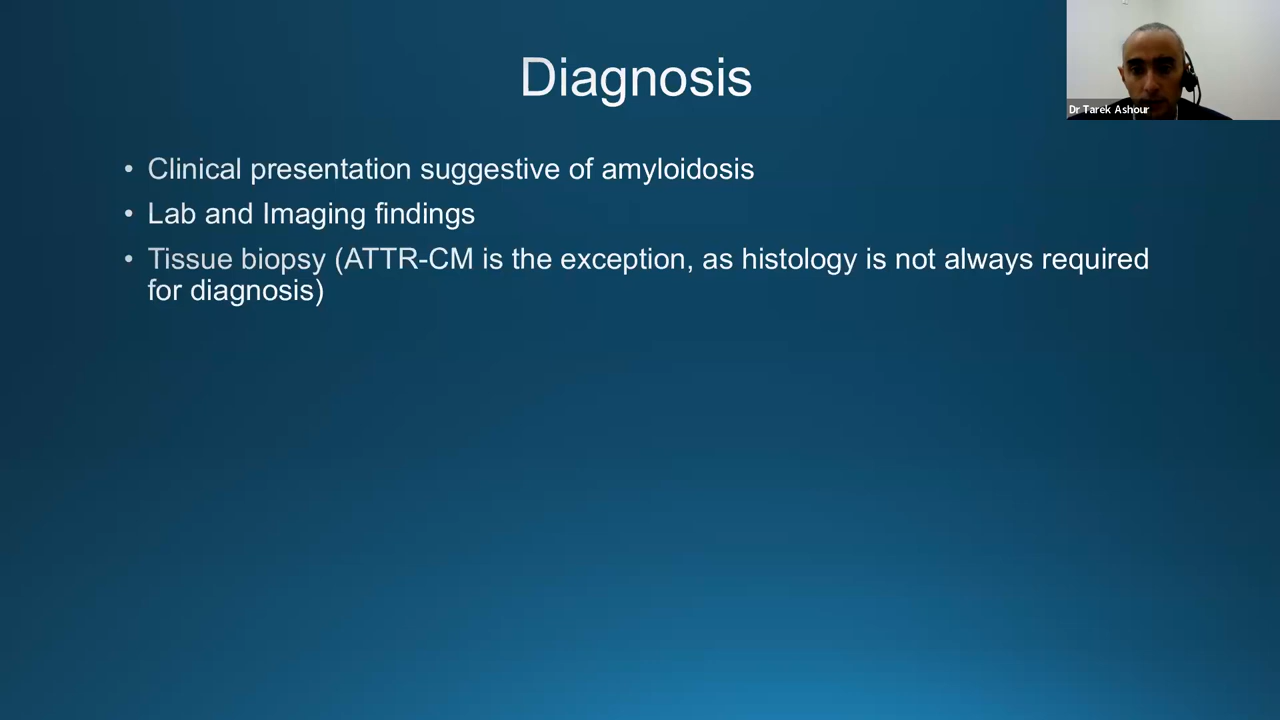 Diagnosis
Dr Tarek Ashour
• Clinical presentation suggestive of amyloidosis
• Lab and Imaging findings
• Tissue biopsy (ATTR-CM is the exception, as histology is not always required
for diagnosis)